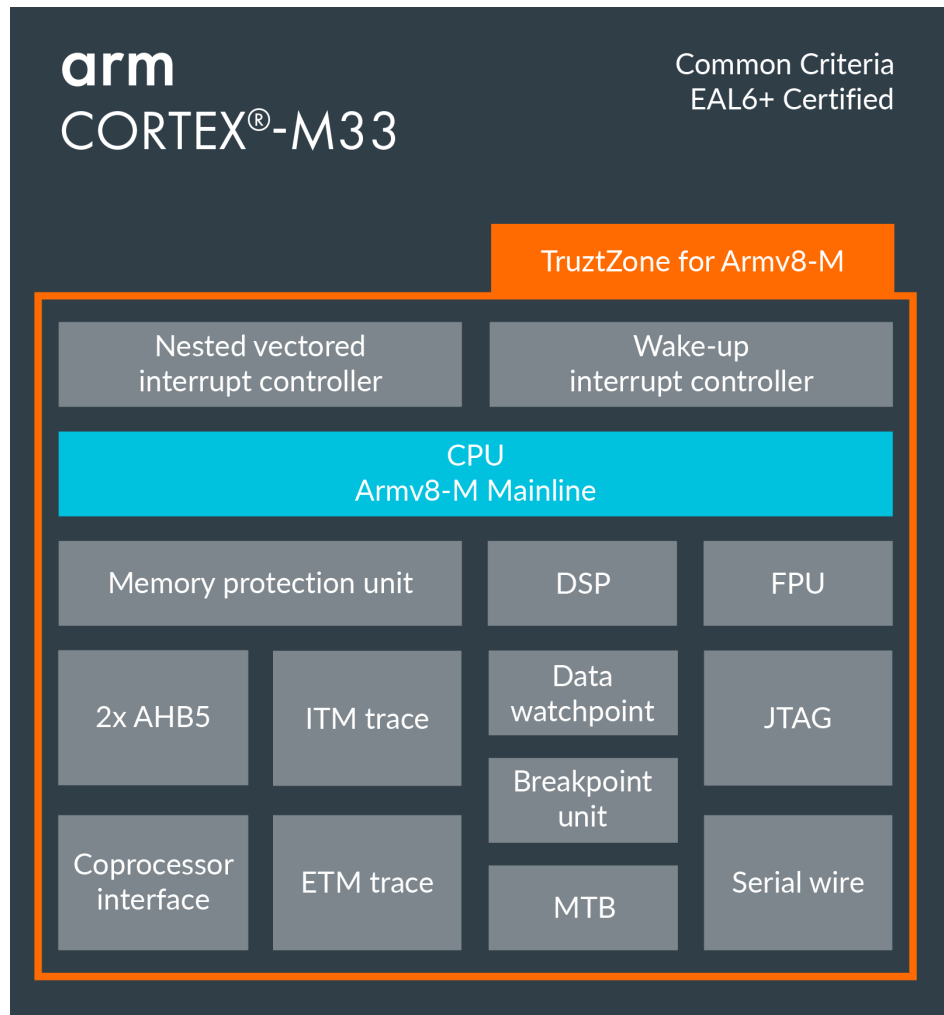 arm
CORTEX®-M33
Common Criteria
EAL6+ Certified
TruztZone for Armv8-M
Nested vectored
interrupt controller
Wake-up
interrupt controller
CPU
Armv8-M Mainline
Memory protection unit
DSP
FPU
2x AHB5
ITM trace
Data
watchpoint
JTAG
Breakpoint
unit
Coprocessor
interface
ETM trace
MTB
Serial wire